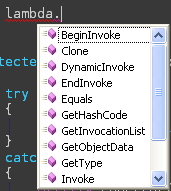 lambda.
BeginInvoke
Clone
tecte
DynamicInvoke
EndInvoke
try
Equals
{
GetHashCode
GetInvocationList
}
GetObjectData
catc
GetType
{
Invoke